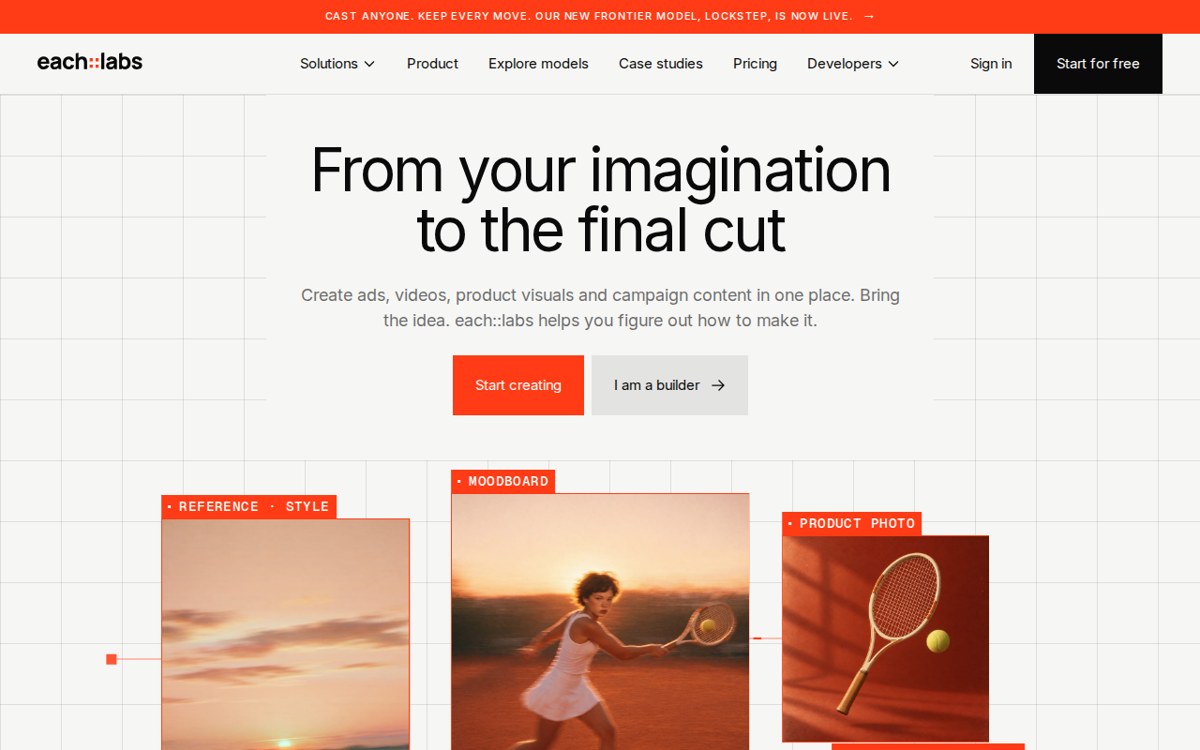 CAST ANYONE. KEEP EVERY MOVE. OUR NEW FRONTIER MODEL, LOCKSTEP, IS NOW LIVE. →
each::labs
Solutions
Product
Explore models
Case studies
Pricing
Developers
Sign in
Start for free
From your imagination
to the final cut
Create ads, videos, product visuals and campaign content in one place. Bring
the idea. each::labs helps you figure out how to make it.
Start creating
I am a builder →
▪ REFERENCE · STYLE
▪ MOODBOARD
▪ PRODUCT PHOTO